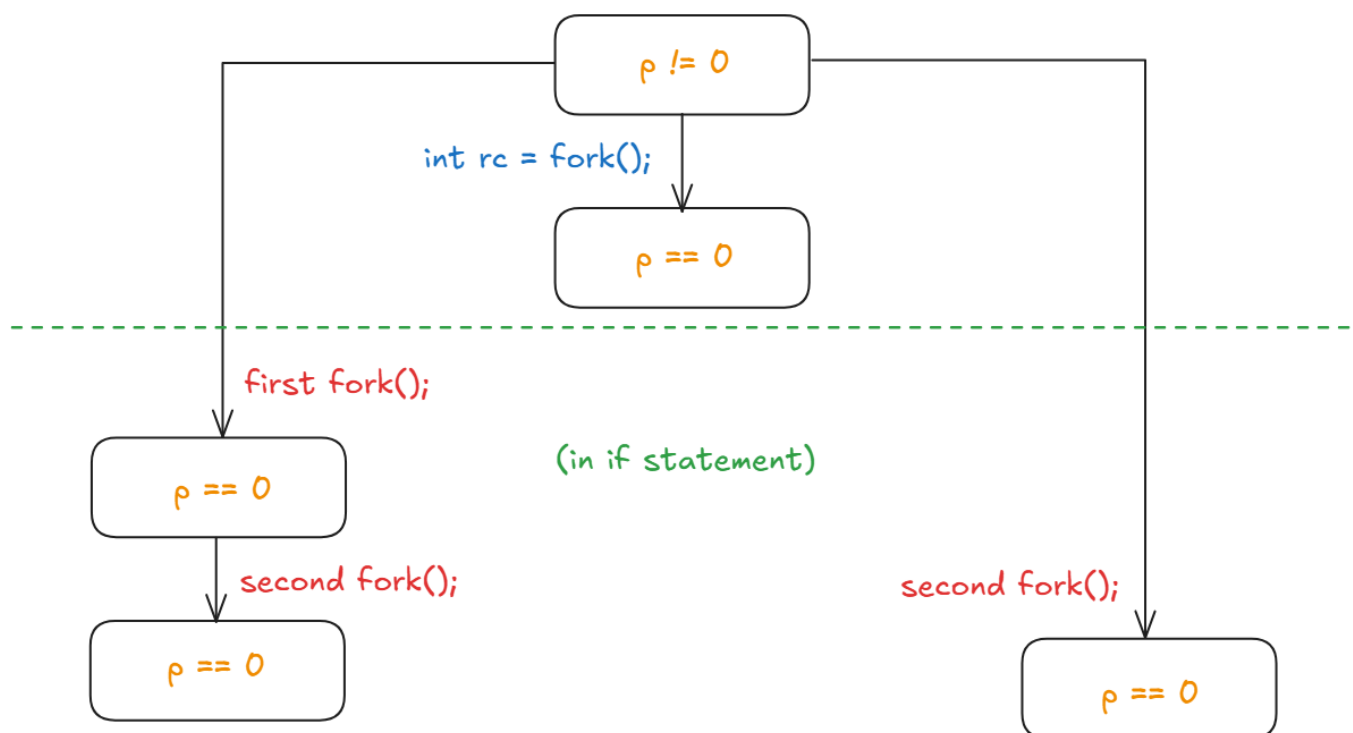 p != 0
int rc = fork();
p == 0
first fork();
(in if statement)
p == 0
second fork();
second fork();
p == 0
p == 0